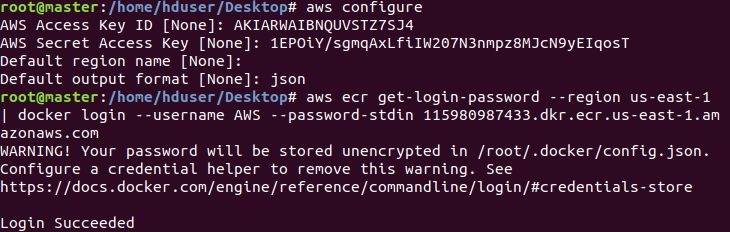 root@master:/home/hduser/Desktop# aws configure
AWS Access Key ID [None]: AKIARWAIBNQUVSTZ7SJ4
AWS Secret Access Key [None]: 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
Default region name [None]:
Default output format [None]: json
root@master:/home/hduser/Desktop# aws ecr get-login-password --region us-east-1
| docker login --username AWS --password-stdin 115980987433.dkr.ecr.us-east-1.am
azonaws.com
WARNING! Your password will be stored unencrypted in /root/.docker/config.json.
Configure a credential helper to remove this warning. See
https://docs.docker.com/engine/reference/commandline/login/#credentials-store
Login Succeeded